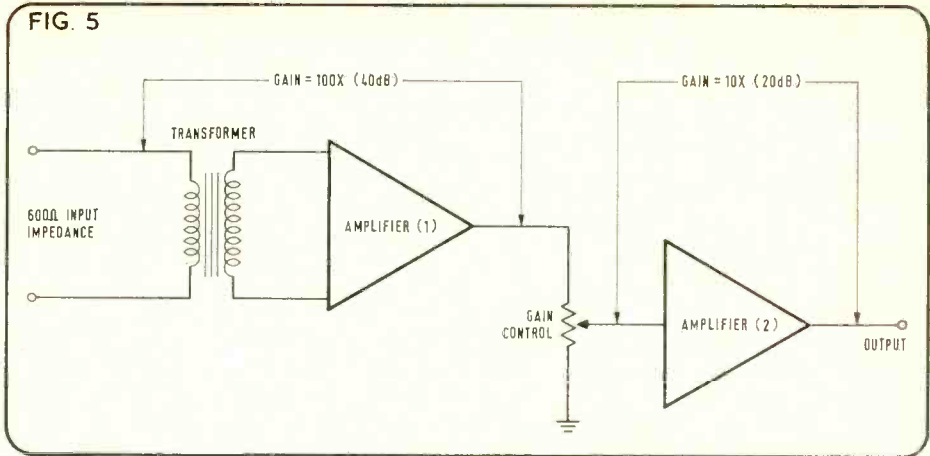 FIG. 5
GAIN = 100X (40dB)
GAIN = 10X (20dB)
TRANSFORMER
600Ω INPUT
IMPEDANCE
AMPLIFIER (1)
GAIN
CONTROL
AMPLIFIER (2)
OUTPUT